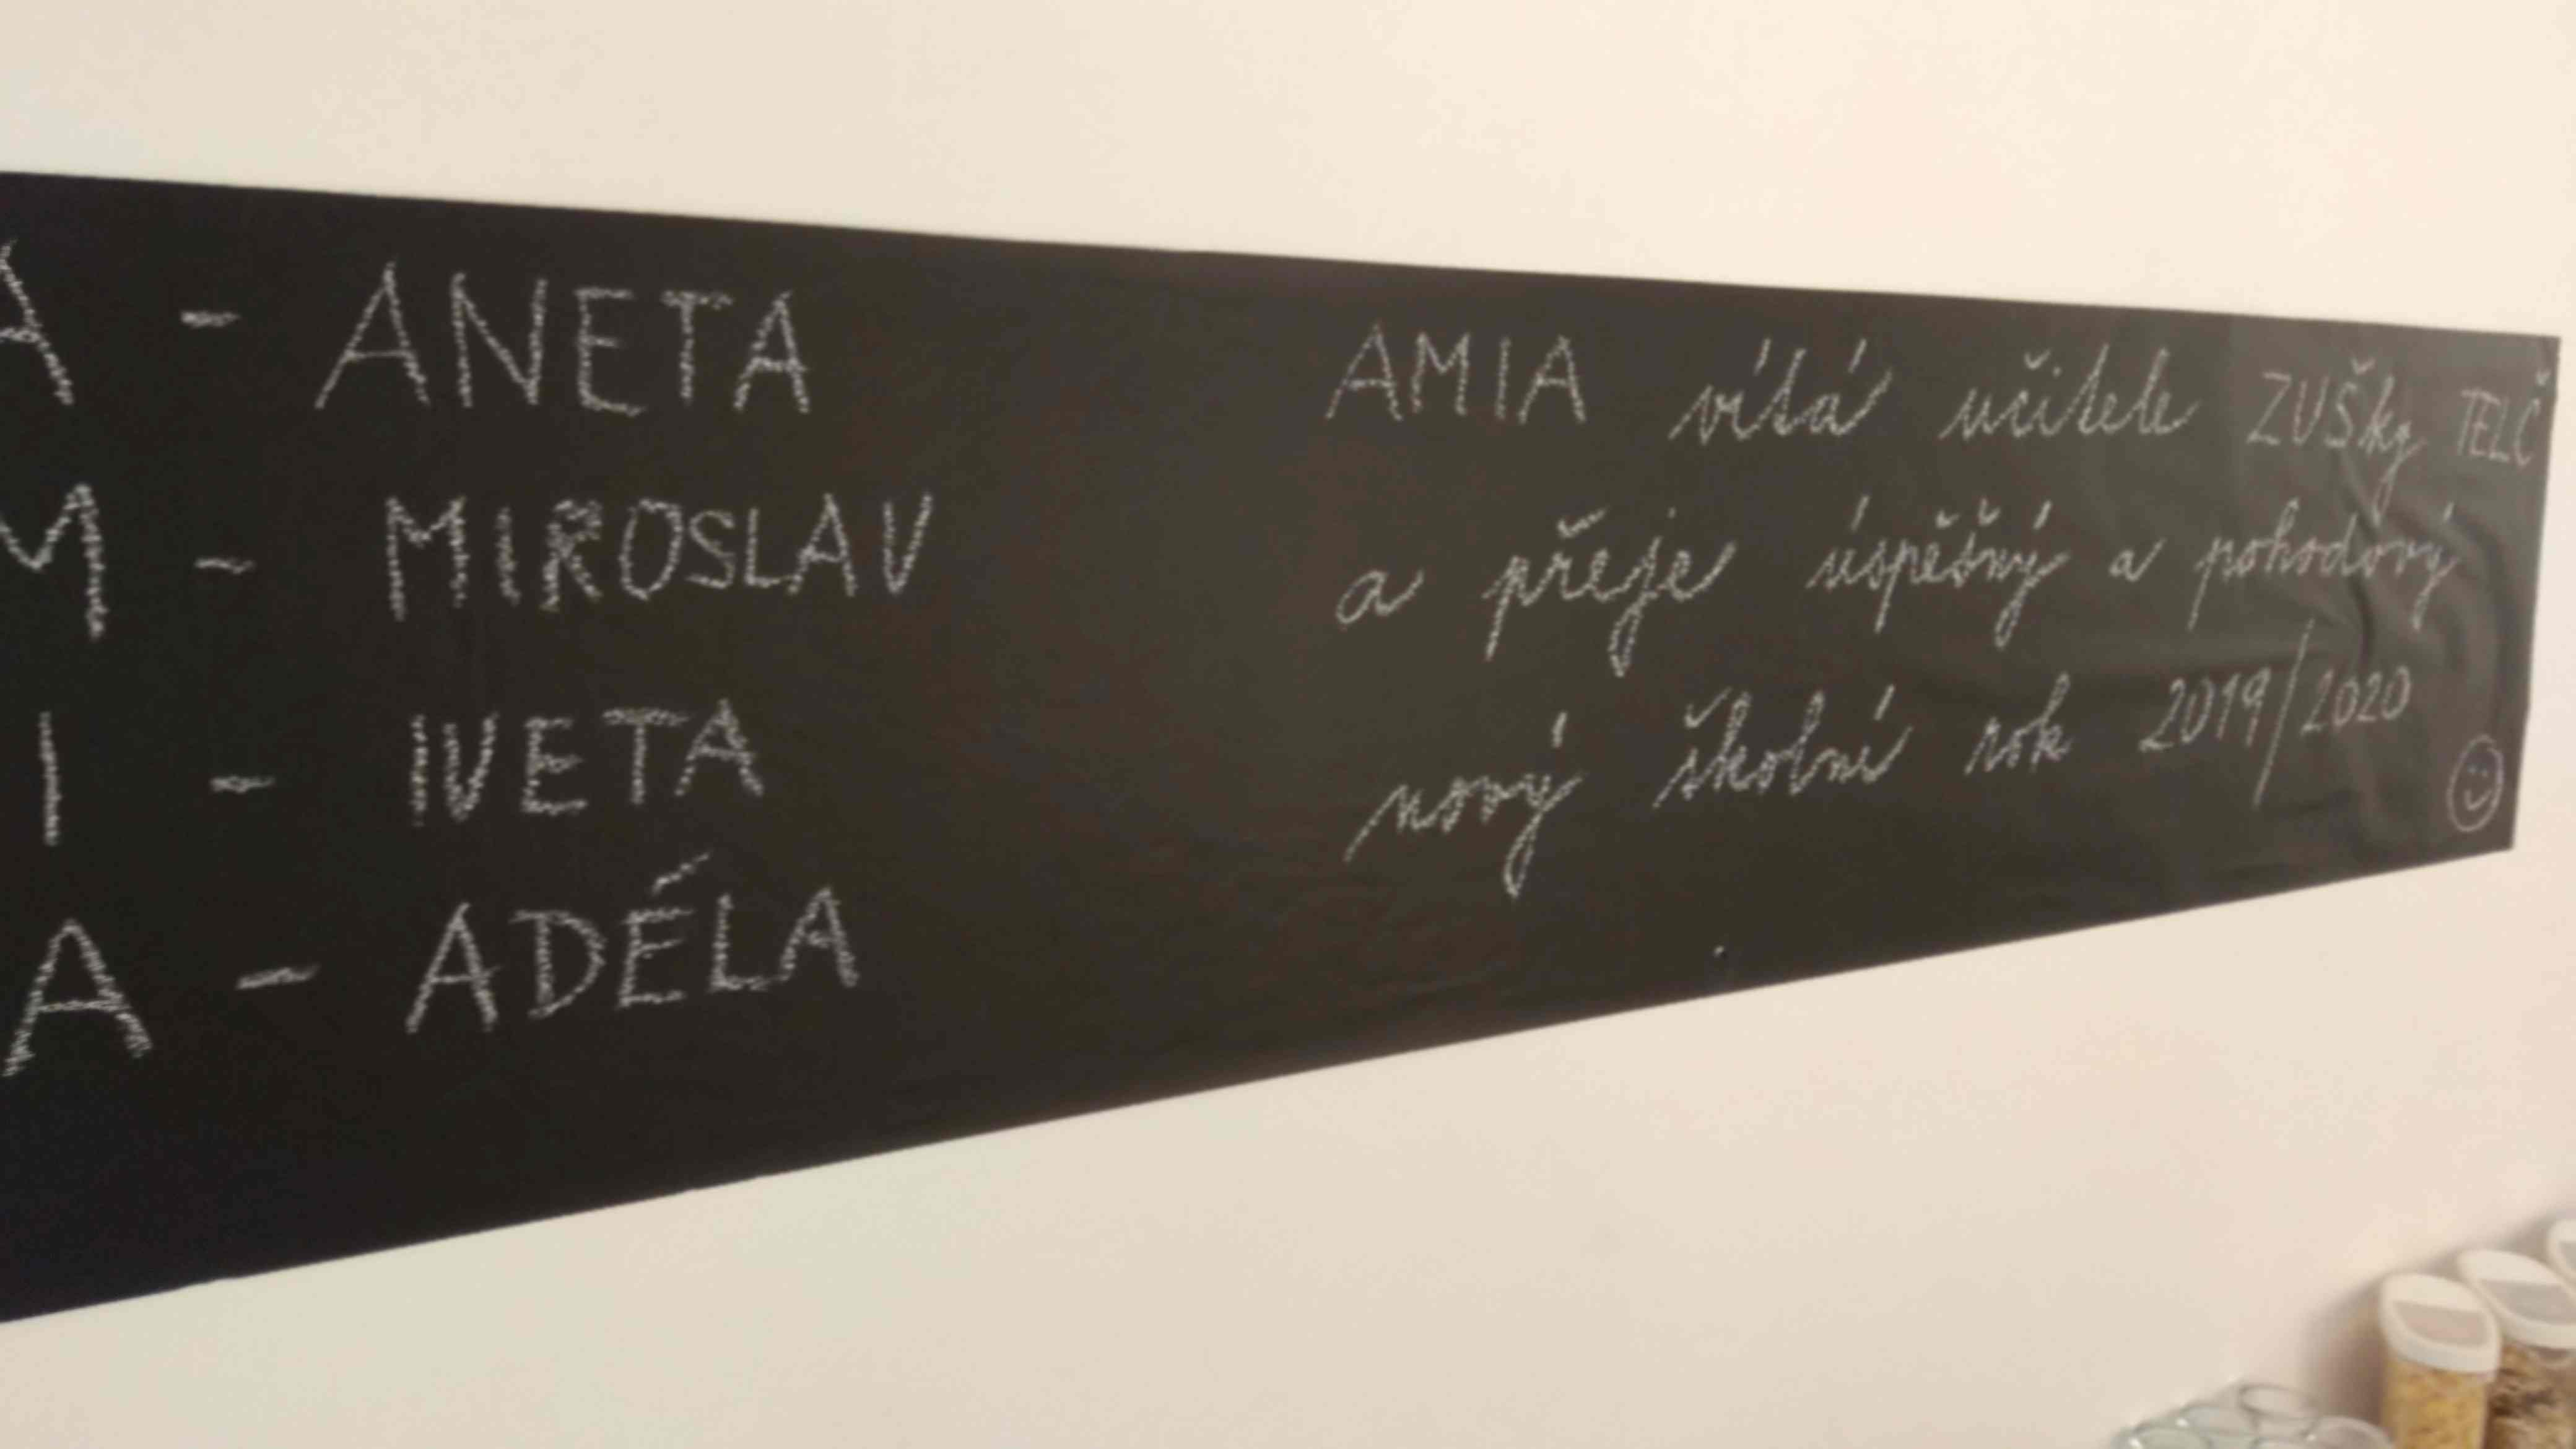 A - ANETA
M - MIROSLAV
I - IVETA
A - ADÉLA
AMIA vítá učitele ZUŠky TELČ
a přeje úspěšný a pohodový
nový školní rok 2019/2020